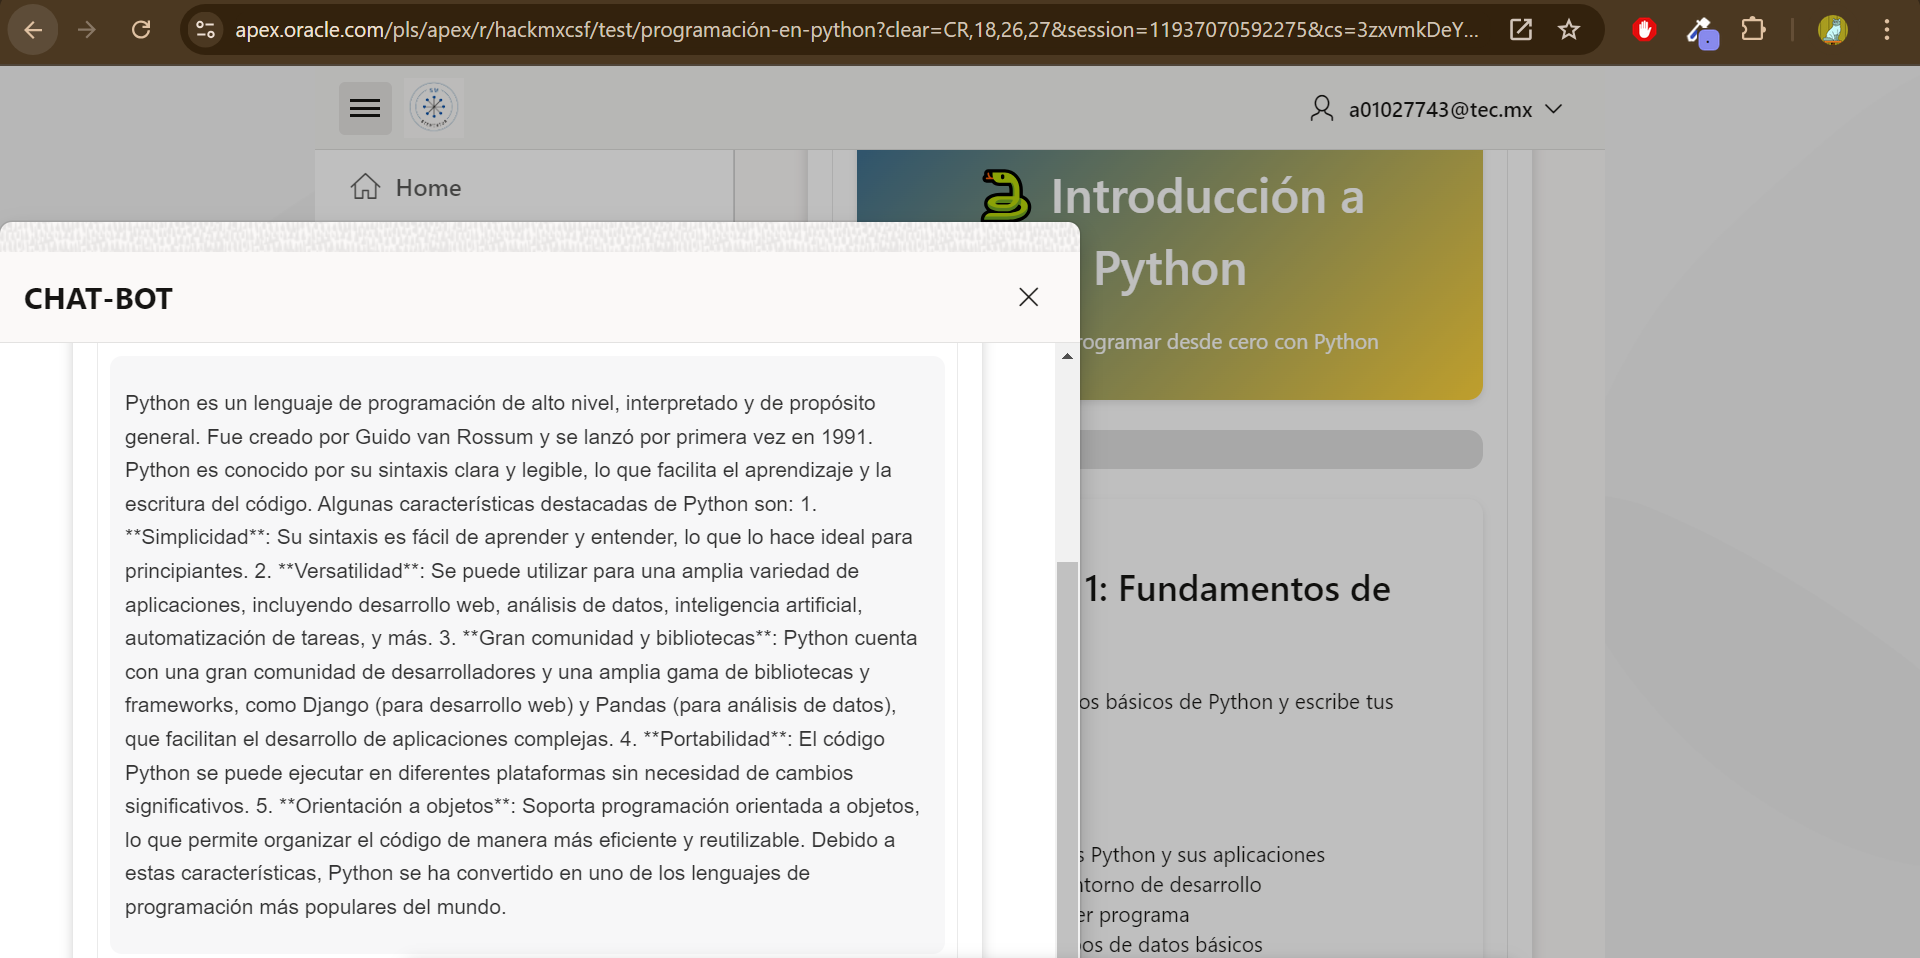 apex.oracle.com/pls/apex/r/hackmxcsf/test/programación-en-python?clear=CR,18,26,27&session=11937070592275&cs=3zxvmkDeY...
a01027743@tec.mx
Home
Introducción a
Python
rogramar desde cero con Python
CHAT-BOT
Python es un lenguaje de programación de alto nivel, interpretado y de propósito
general. Fue creado por Guido van Rossum y se lanzó por primera vez en 1991.
Python es conocido por su sintaxis clara y legible, lo que facilita el aprendizaje y la
escritura del código. Algunas características destacadas de Python son: 1.
**Simplicidad**: Su sintaxis es fácil de aprender y entender, lo que lo hace ideal para
principiantes. 2. **Versatilidad**: Se puede utilizar para una amplia variedad de
aplicaciones, incluyendo desarrollo web, análisis de datos, inteligencia artificial,
automatización de tareas, y más. 3. **Gran comunidad y bibliotecas**: Python cuenta
con una gran comunidad de desarrolladores y una amplia gama de bibliotecas y
frameworks, como Django (para desarrollo web) y Pandas (para análisis de datos),
que facilitan el desarrollo de aplicaciones complejas. 4. **Portabilidad**: El código
Python se puede ejecutar en diferentes plataformas sin necesidad de cambios
significativos. 5. **Orientación a objetos**: Soporta programación orientada a objetos,
lo que permite organizar el código de manera más eficiente y reutilizable. Debido a
estas características, Python se ha convertido en uno de los lenguajes de
programación más populares del mundo.
1: Fundamentos de
os básicos de Python y escribe tus
s Python y sus aplicaciones
ntorno de desarrollo
er programa
os de datos básicos